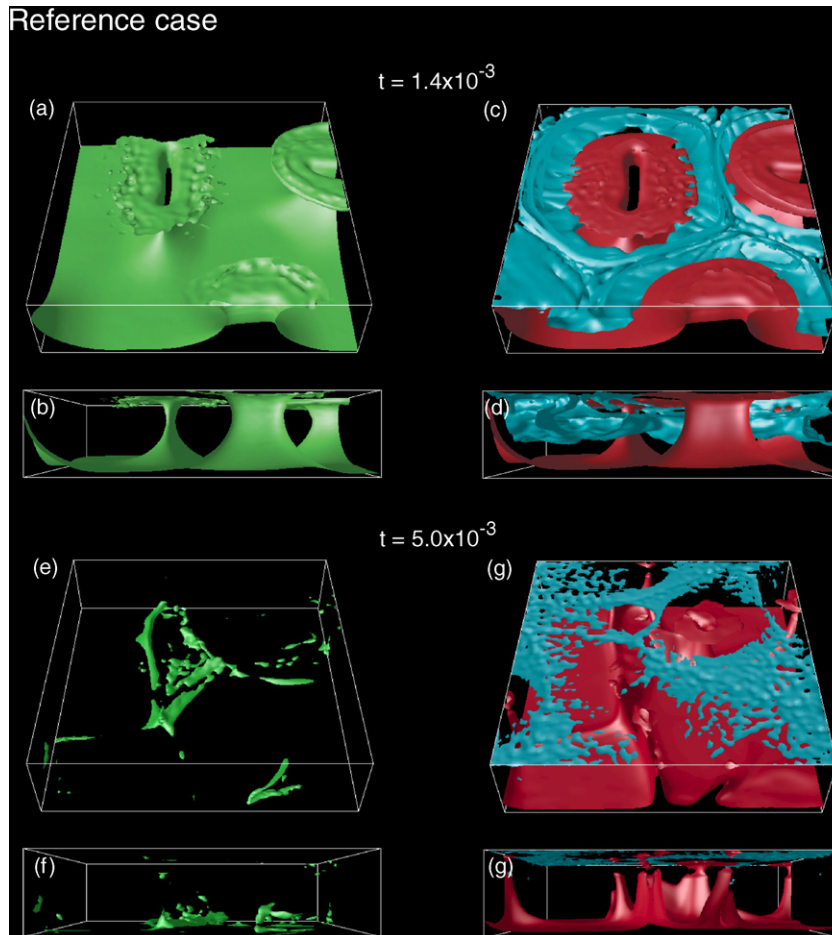 Reference case
t = 1.4x10⁻³
(a)
(c)
(b)
(d)
t = 5.0x10⁻³
(e)
(g)
(f)
(g)